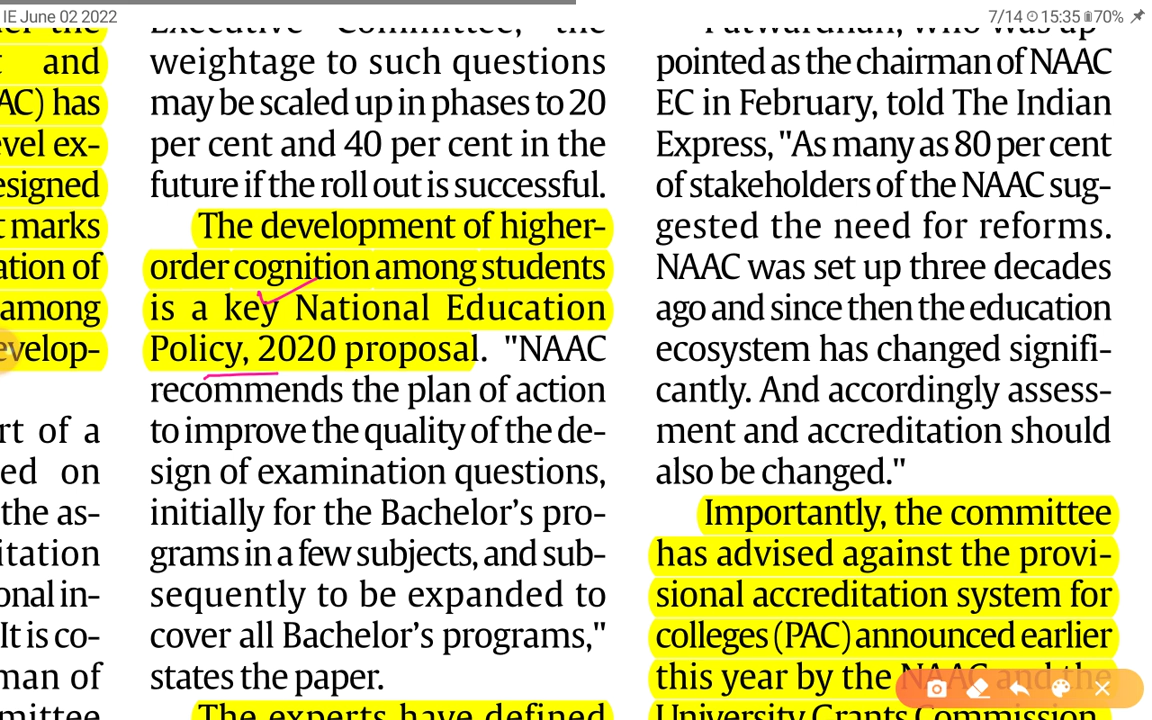 IE June 02 2022
7/14 15:35 70%
and
AC) has
evel ex-
esigned
t marks
ation of
among
evelop-
rt of a
ed on
the as-
itation
onal in-
It is co-
man of
mittee
Executive Committee, the
weightage to such questions
may be scaled up in phases to 20
per cent and 40 per cent in the
future if the roll out is successful.
The development of higher-
order cognition among students
is a key National Education
Policy, 2020 proposal. "NAAC
recommends the plan of action
to improve the quality of the de-
sign of examination questions,
initially for the Bachelor's pro-
grams in a few subjects, and sub-
sequently to be expanded to
cover all Bachelor's programs,"
states the paper.
The experts have defined
Patwardhan, who was ap-
pointed as the chairman of NAAC
EC in February, told The Indian
Express, "As many as 80 per cent
of stakeholders of the NAAC sug-
gested the need for reforms.
NAAC was set up three decades
ago and since then the education
ecosystem has changed signifi-
cantly. And accordingly assess-
ment and accreditation should
also be changed."
Importantly, the committee
has advised against the provi-
sional accreditation system for
colleges (PAC) announced earlier
this year by the NAAC and the
University Grants Commission